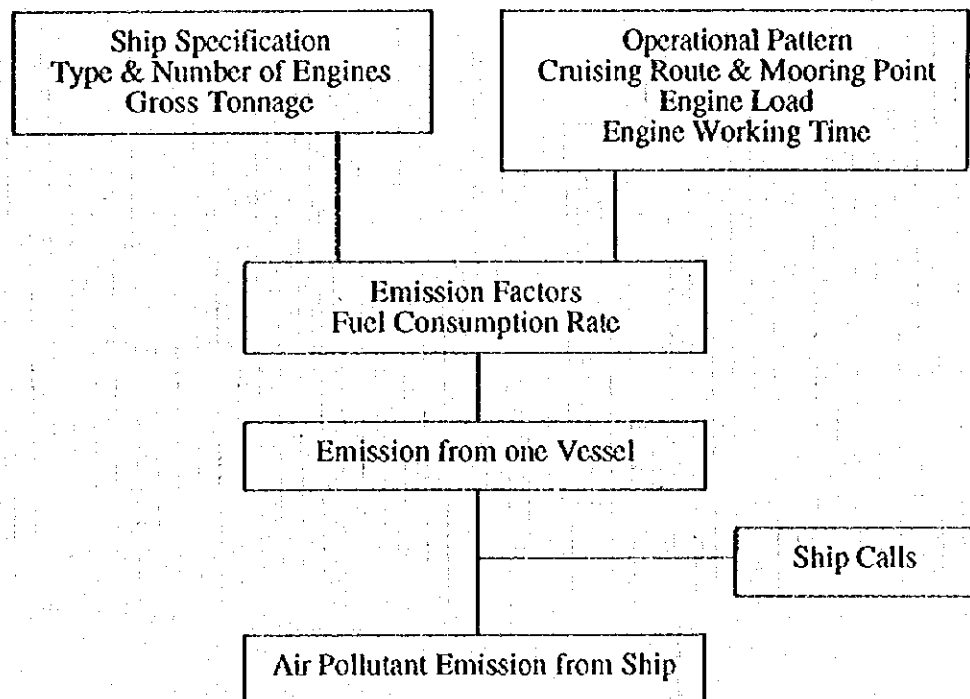 Ship Specification
Type & Number of Engines
Gross Tonnage
Operational Pattern
Cruising Route & Mooring Point
Engine Load
Engine Working Time
Emission Factors
Fuel Consumption Rate
Emission from one Vessel
Ship Calls
Air Pollutant Emission from Ship